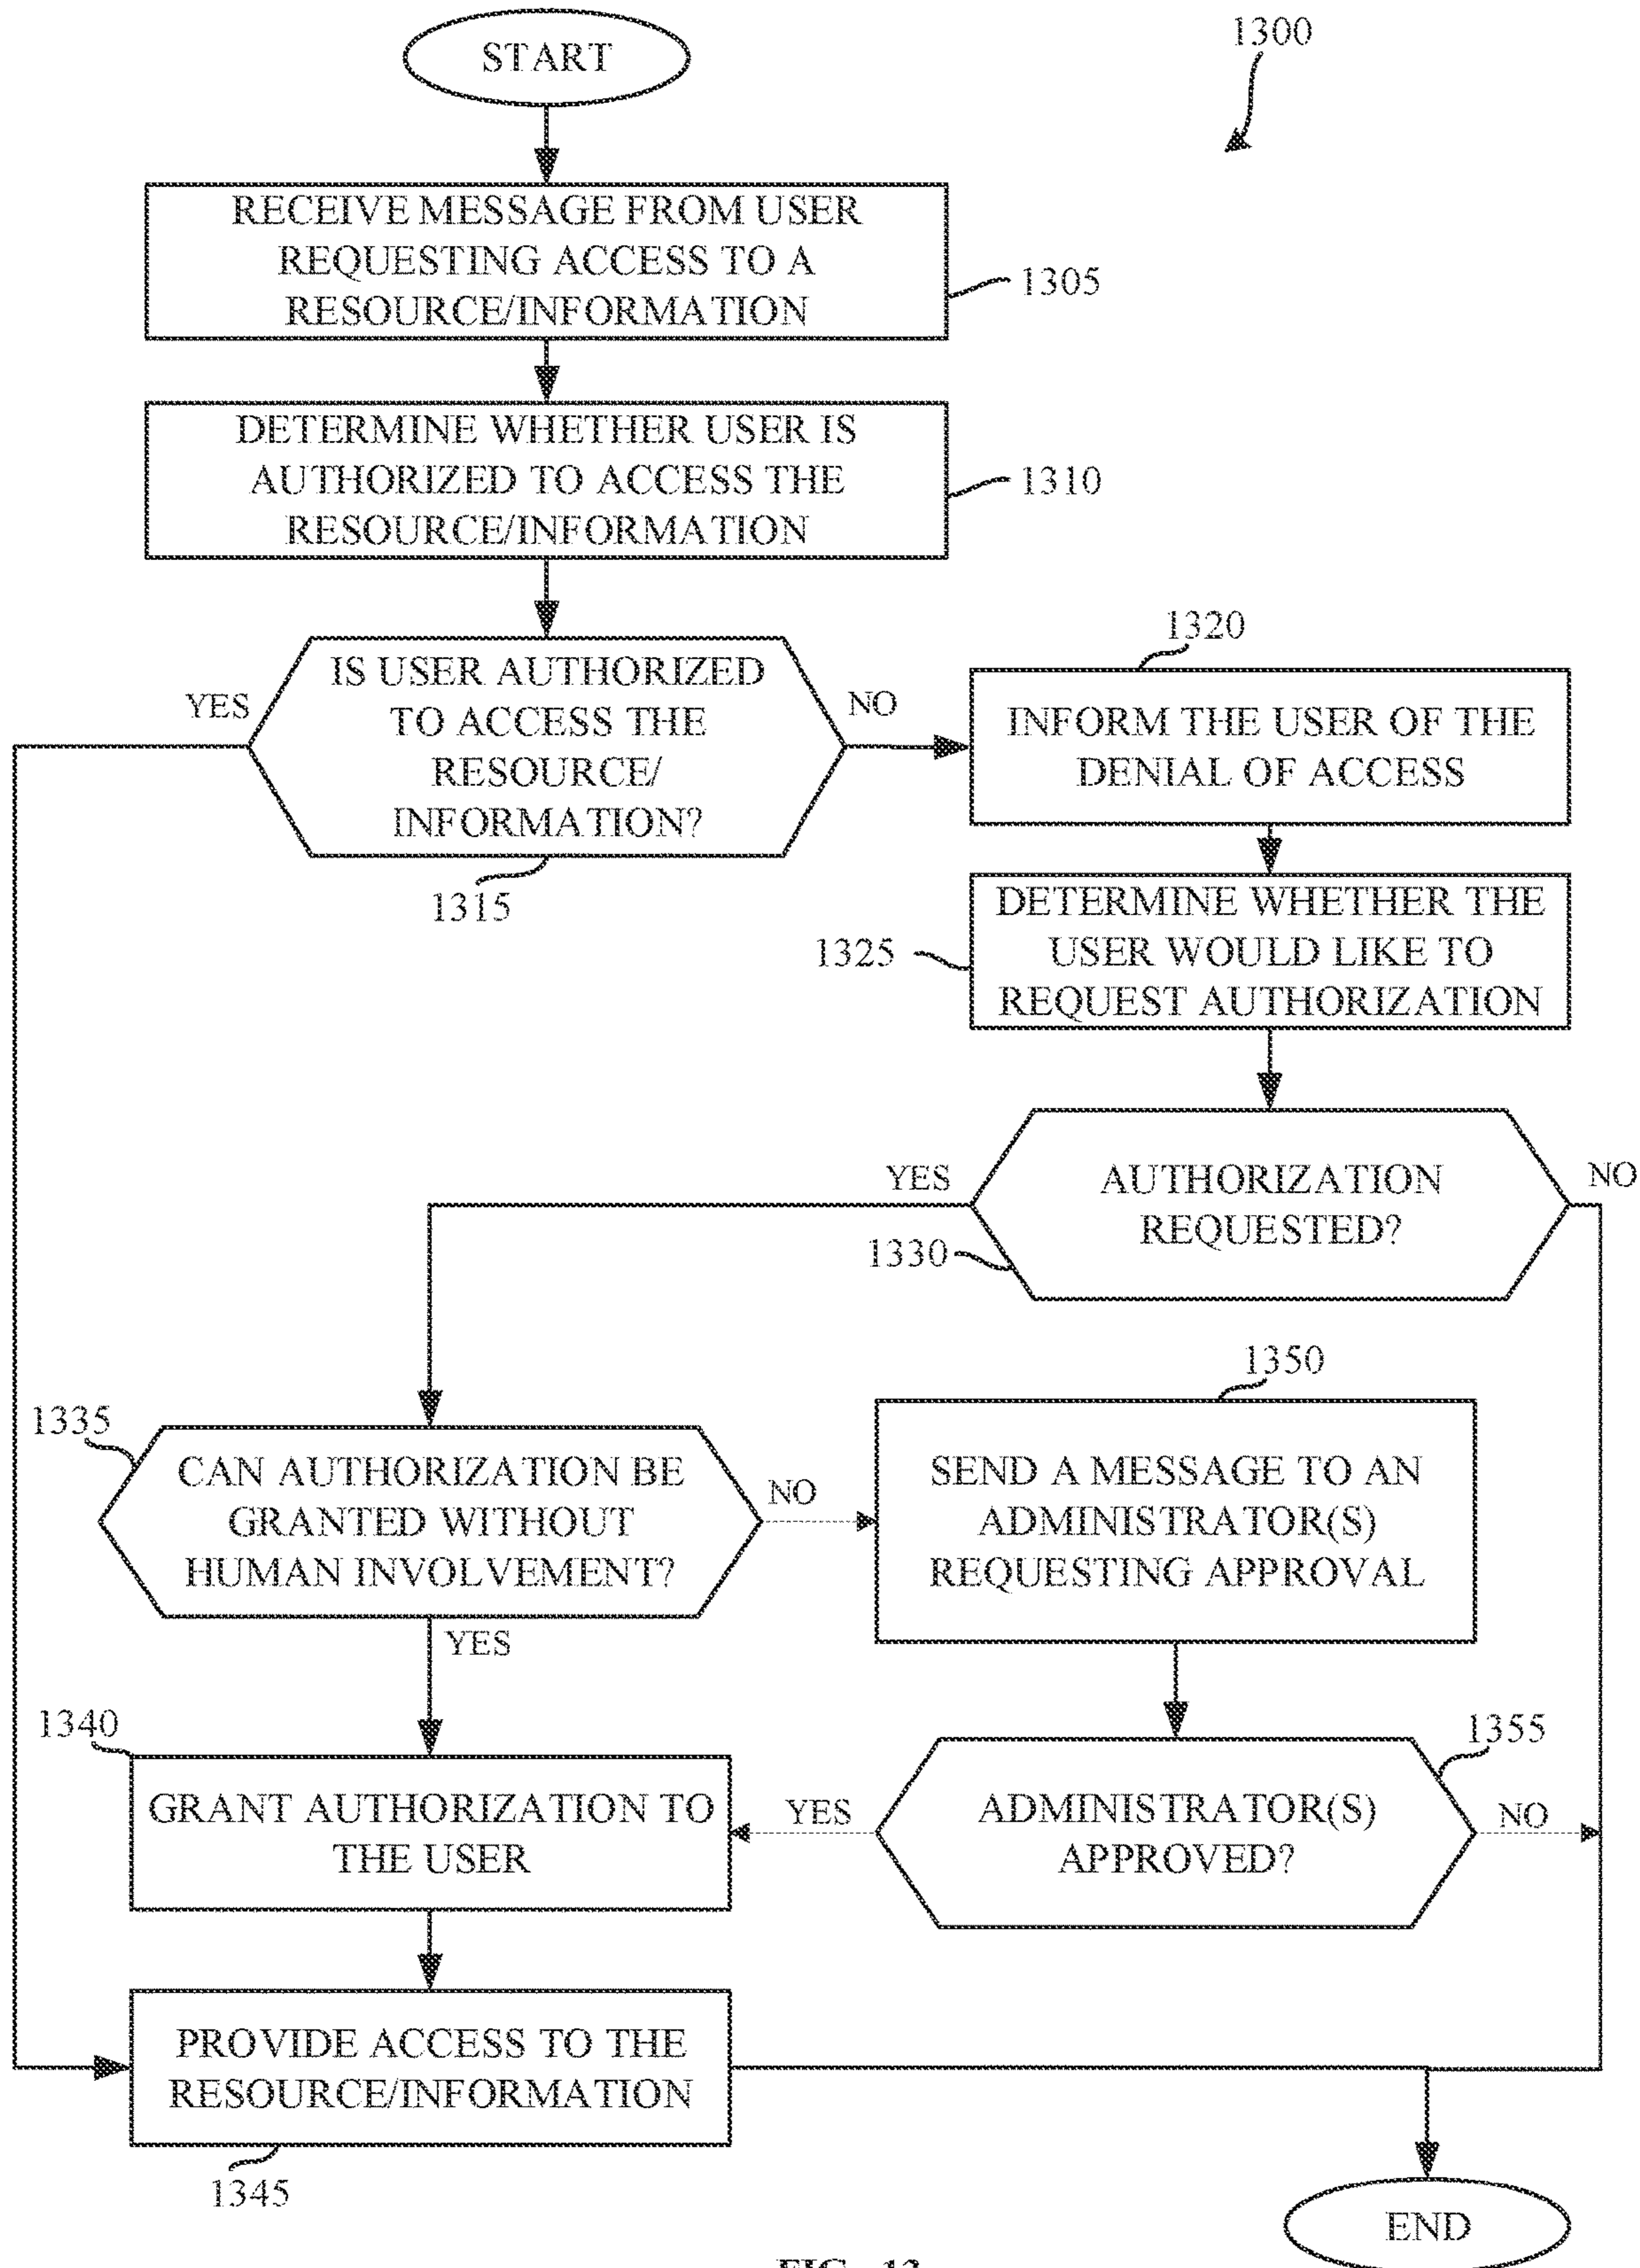 START
1300
RECEIVE MESSAGE FROM USER
REQUESTING ACCESS TO A
RESOURCE/INFORMATION
1305
DETERMINE WHETHER USER IS
AUTHORIZED TO ACCESS THE
RESOURCE/INFORMATION
1310
YES
IS USER AUTHORIZED
TO ACCESS THE
RESOURCE/
INFORMATION?
1315
NO
1320
INFORM THE USER OF THE
DENIAL OF ACCESS
1325
DETERMINE WHETHER THE
USER WOULD LIKE TO
REQUEST AUTHORIZATION
YES
AUTHORIZATION
REQUESTED?
NO
1330
1335
CAN AUTHORIZATION BE
GRANTED WITHOUT
HUMAN INVOLVEMENT?
NO
YES
1350
SEND A MESSAGE TO AN
ADMINISTRATOR(S)
REQUESTING APPROVAL
1340
GRANT AUTHORIZATION TO
THE USER
YES
ADMINISTRATOR(S)
APPROVED?
1355
NO
PROVIDE ACCESS TO THE
RESOURCE/INFORMATION
1345
END
FIG. 13